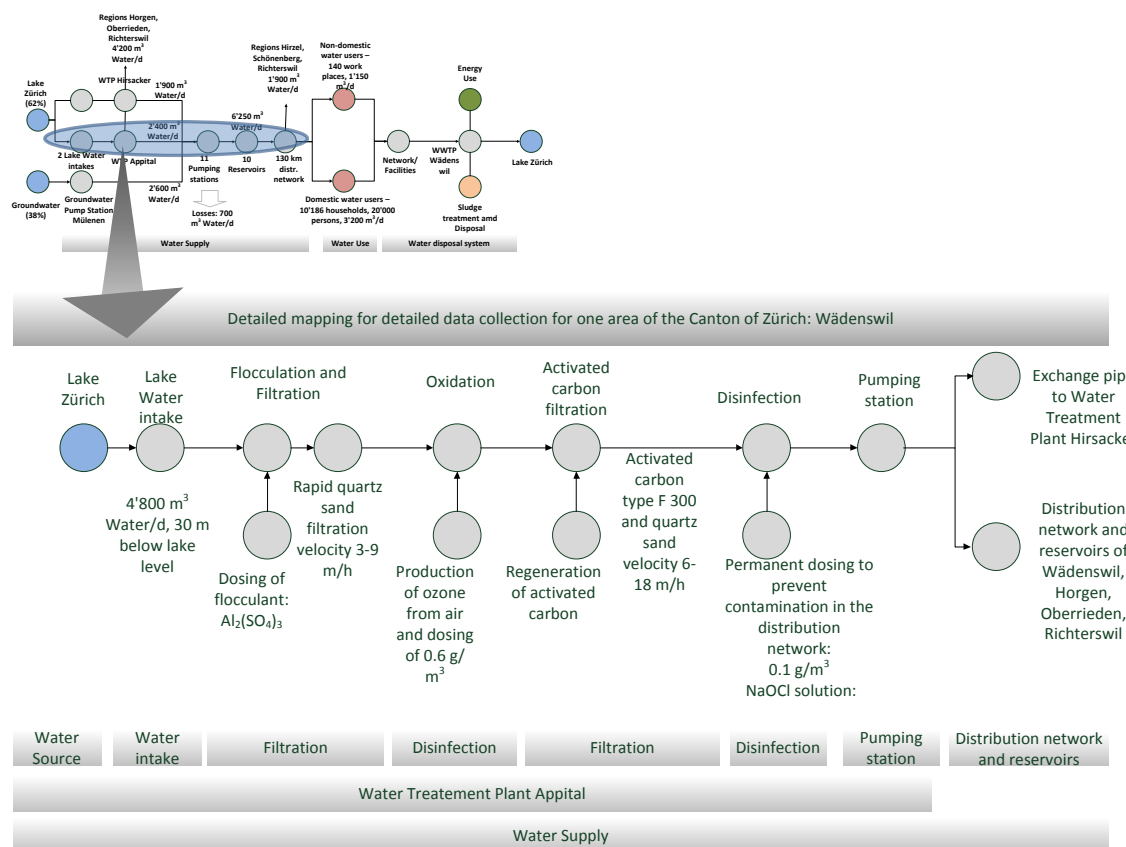 Regions Horgen,
Oberrieden,
Richterswil
4'200 m³
Water/d
Regions Hirzel,
Schönenberg,
Richterswil
1'900 m³
Water/d
Non-domestic
water users –
140 work
places, 1'150
m³/d
Energy
Use
Lake
Zürich
(62%)
WTP Hirsacker
1'900 m³
Water/d
6'250 m³
Water/d
2'400 m³
Water/d
2 Lake Water
intakes
WTP Appital
11
Pumping
stations
10
Reservoirs
130 km
distr.
network
Network/
Facilities
WWTP
Wädens
wil
Lake Zürich
Groundwater
(38%)
Groundwater
Pump Station
Mülenen
2'600 m³
Water/d
Losses: 700
m³ Water/d
Domestic water users –
10'186 households, 20'000
persons, 3'200 m³/d
Sludge
treatment and
Disposal
Water Supply
Water Use
Water disposal system
Detailed mapping for detailed data collection for one area of the Canton of Zürich: Wädenswil
Lake
Zürich
Lake
Water
intake
Flocculation and
Filtration
Oxidation
Activated
carbon
filtration
Disinfection
Pumping
station
Exchange pip
to Water
Treatment
Plant Hirsacke
4'800 m³
Water/d, 30 m
below lake
level
Dosing of
flocculant:
Al₂(SO₄)₃
Rapid quartz
sand
filtration
velocity 3-9
m/h
Production
of ozone
from air
and dosing
of 0.6 g/
m³
Regeneration
of activated
carbon
Activated
carbon
type F 300
and quartz
sand
velocity 6-
18 m/h
Permanent dosing to
prevent
contamination in the
distribution
network:
0.1 g/m³
NaOCl solution:
Distribution
network and
reservoirs of
Wädenswil,
Horgen,
Oberrieden,
Richterswil
Water
Source
Water
intake
Filtration
Disinfection
Filtration
Disinfection
Pumping
station
Distribution network
and reservoirs
Water Treatement Plant Appital
Water Supply